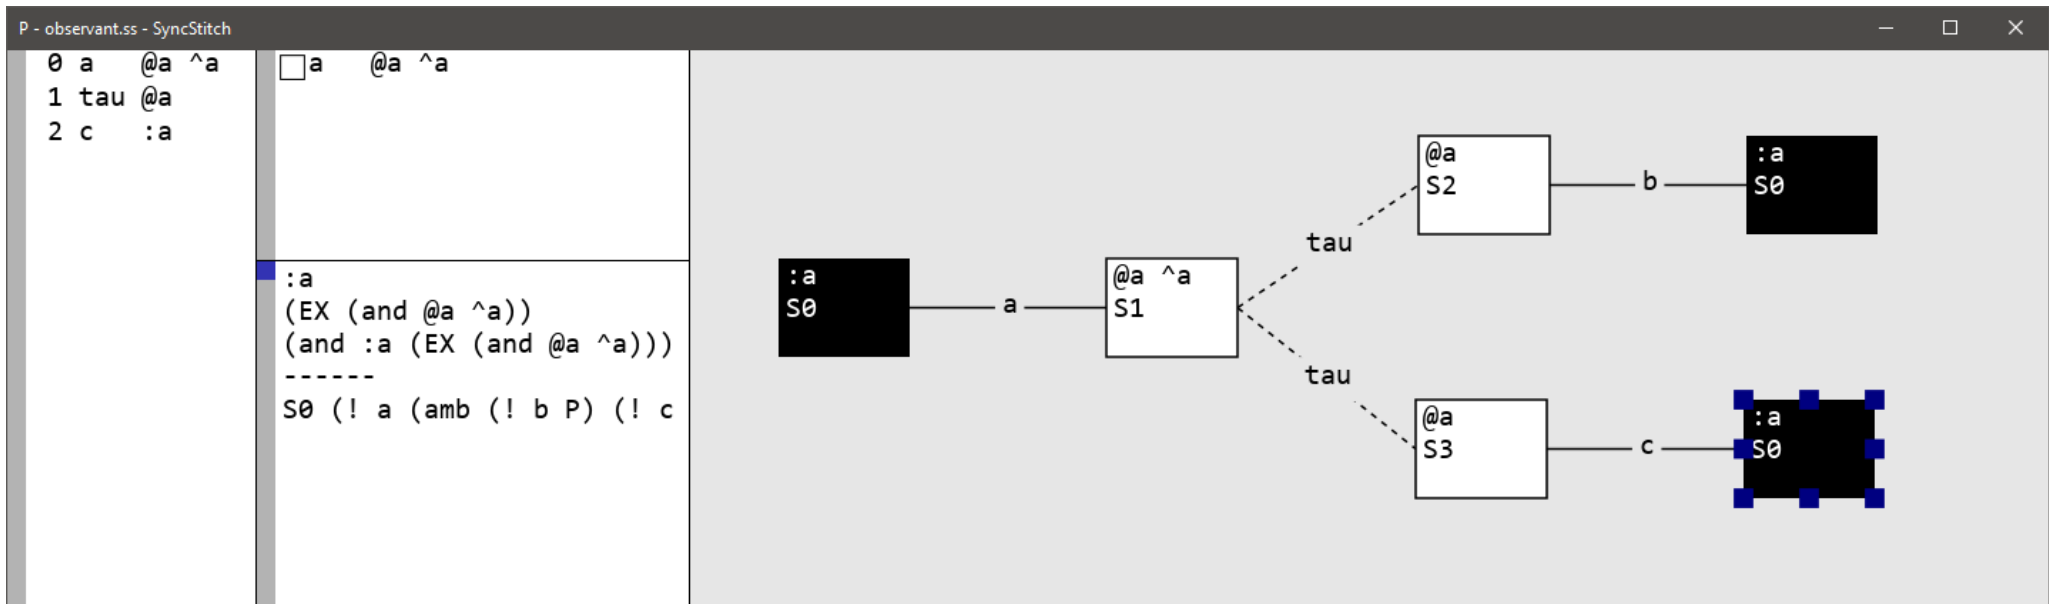 P - observant.ss - SyncStitch
0 a @a ^a
1 tau @a
2 c :a
a @a ^a
:a
(EX (and @a ^a))
(and :a (EX (and @a ^a)))
------
S0 (! a (amb (! b P) (! c
:a
S0
a
@a ^a
S1
tau
@a
S2
b
:a
S0
tau
@a
S3
c
:a
S0